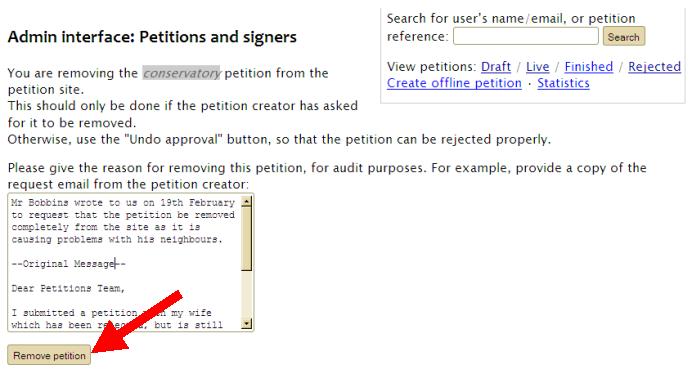 Admin interface: Petitions and signers
Search for user's name/email, or petition
reference:
Search
View petitions: Draft / Live / Finished / Rejected
Create offline petition · Statistics
You are removing the conservatory petition from the
petition site.
This should only be done if the petition creator has asked
for it to be removed.
Otherwise, use the "Undo approval" button, so that the petition can be rejected properly.
Please give the reason for removing this petition, for audit purposes. For example, provide a copy of the
request email from the petition creator:
Mr Bobbins wrote to us on 19th February
to request that the petition be removed
completely from the site as it is
causing problems with his neighbours.
--Original Message--
Dear Petitions Team,
I submitted a petition my wife
which has been but is still
Remove petition